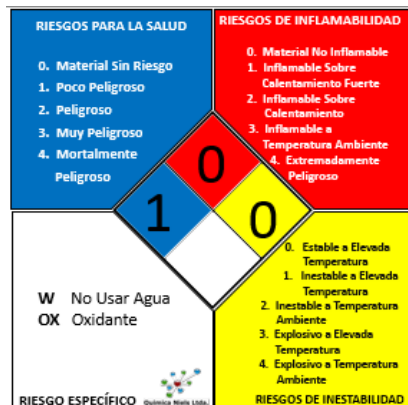 RIESGOS PARA LA SALUD
0. Material Sin Riesgo
1. Poco Peligroso
2. Peligroso
3. Muy Peligroso
4. Mortalmente
Peligroso
RIESGOS DE INFLAMABILIDAD
0. Material No Inflamable
1. Inflamable Sobre
Calentamiento Fuerte
2. Inflamable Sobre
Calentamiento
3. Inflamable a
Temperatura Ambiente
4. Extremadamente
Peligroso
0
1
0
W No Usar Agua
OX Oxidante
RIESGO ESPECÍFICO
Química Niels Ltda.
0. Estable a Elevada
Temperatura
1. Inestable a Elevada
Temperatura
2. Inestable a Temperatura
Ambiente
3. Explosivo a Elevada
Temperatura
4. Explosivo a Temperatura
Ambiente
RIESGOS DE INESTABILIDAD